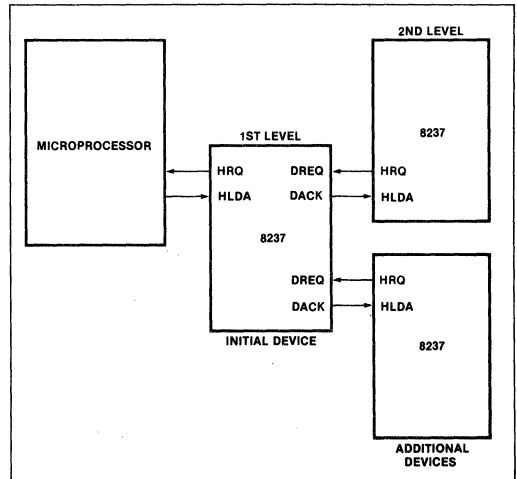 2ND LEVEL
8237
HRQ
HLDA
MICROPROCESSOR
1ST LEVEL
HRQ
DREQ
HLDA
DACK
8237
DREQ
DACK
INITIAL DEVICE
HRQ
HLDA
8237
ADDITIONAL
DEVICES